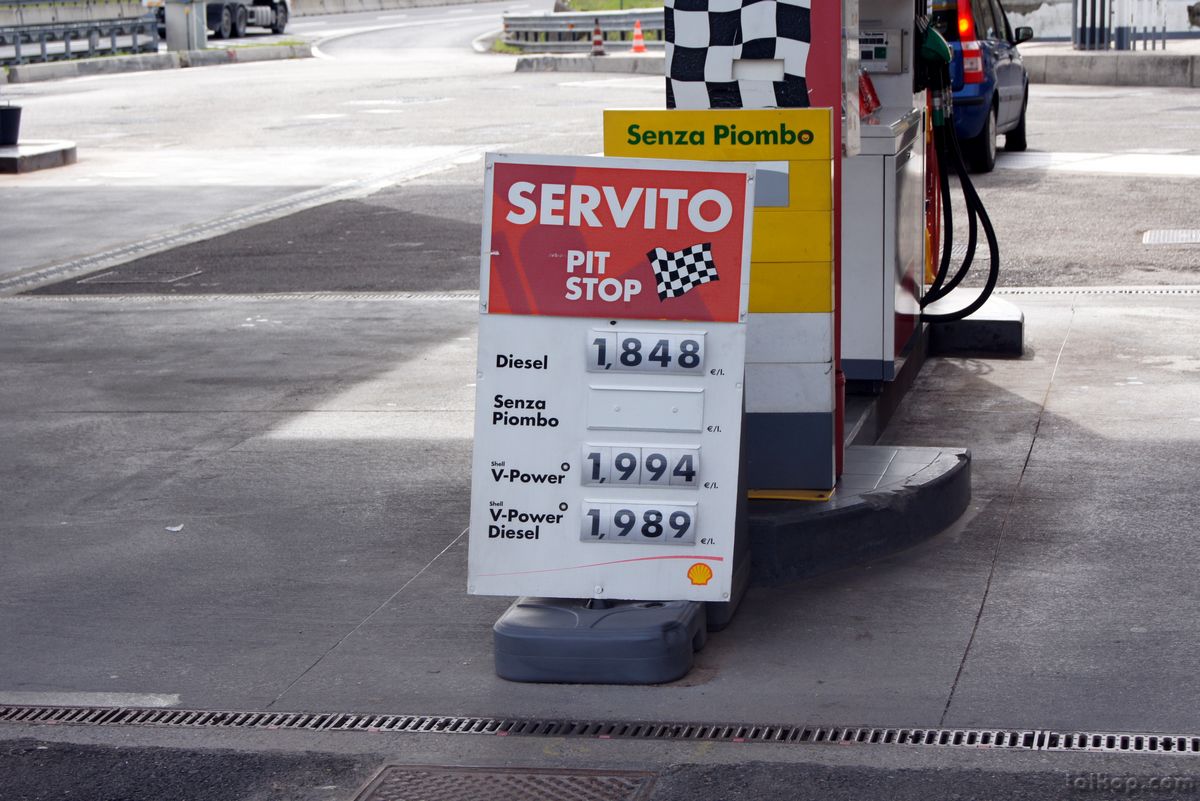 Senza Piombo
SERVITO
PIT
STOP
Diesel
1,848
€/l.
Senza
Piombo
€/l.
Shell
V-Power
1,994
€/l.
Shell
V-Power
Diesel
1,989
€/l.